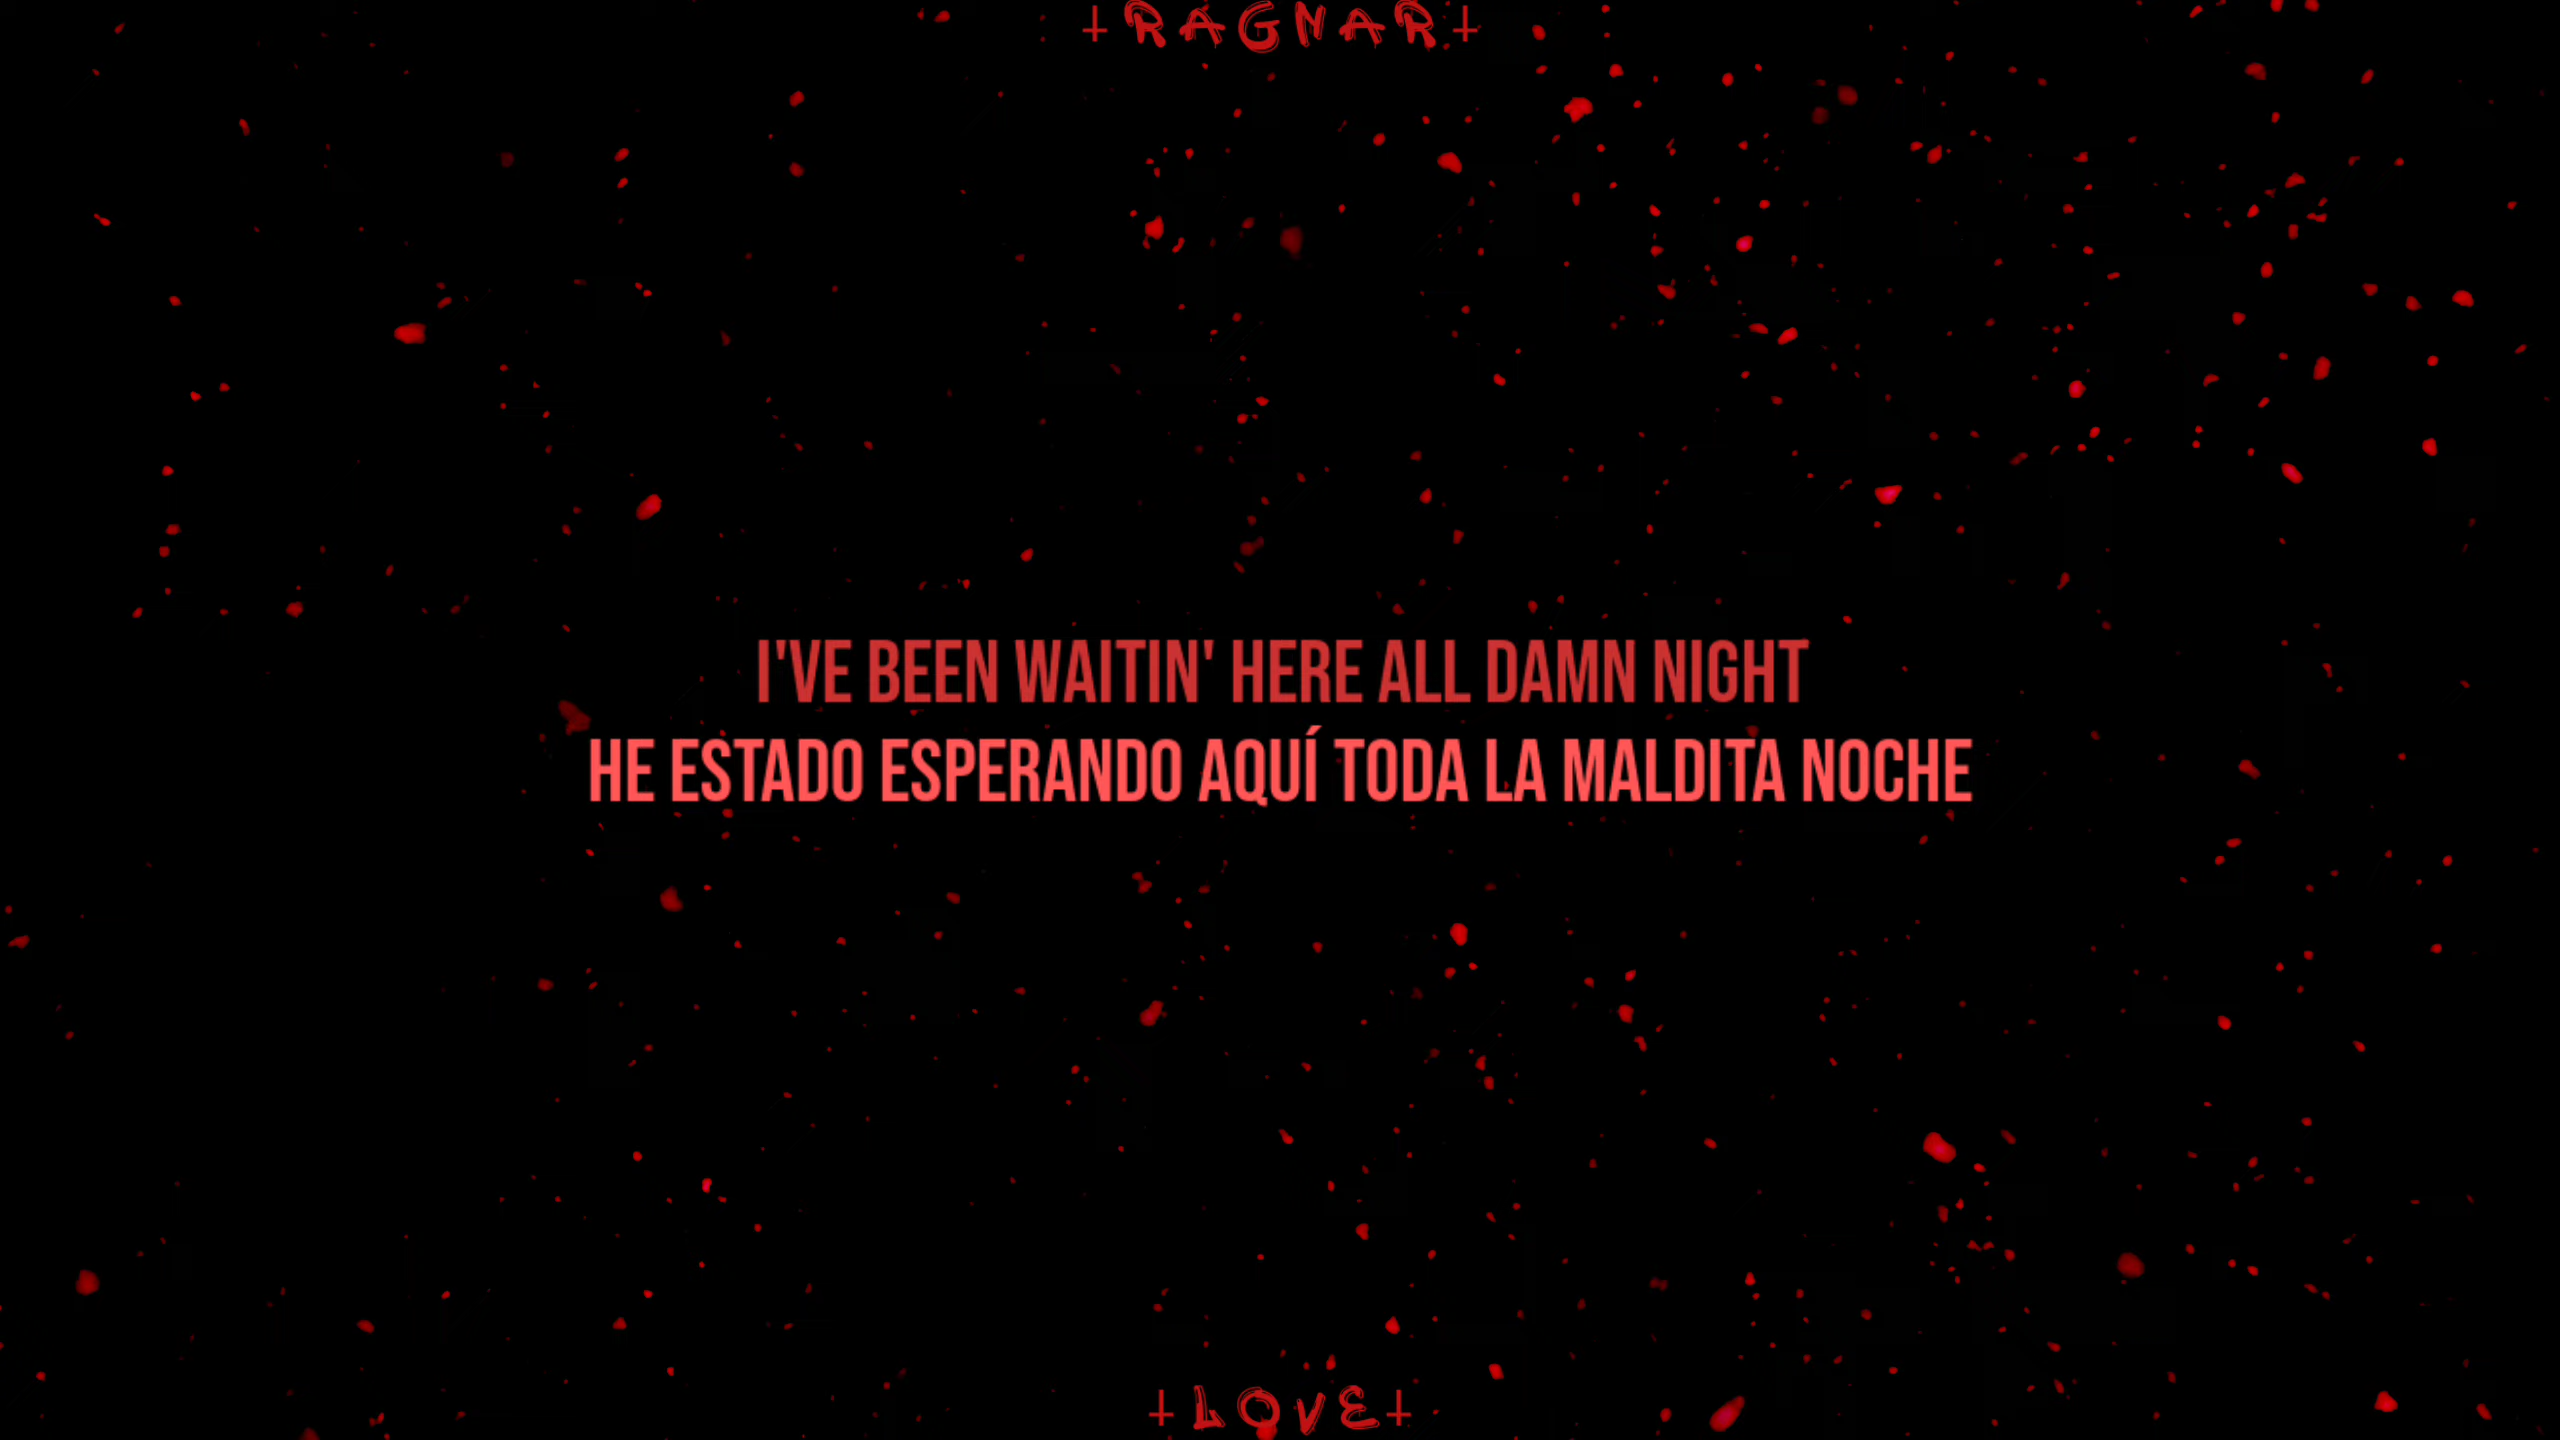 †RAGNAR†
I'VE BEEN WAITIN' HERE ALL DAMN NIGHT
HE ESTADO ESPERANDO AQUÍ TODA LA MALDITA NOCHE
†LOVE†